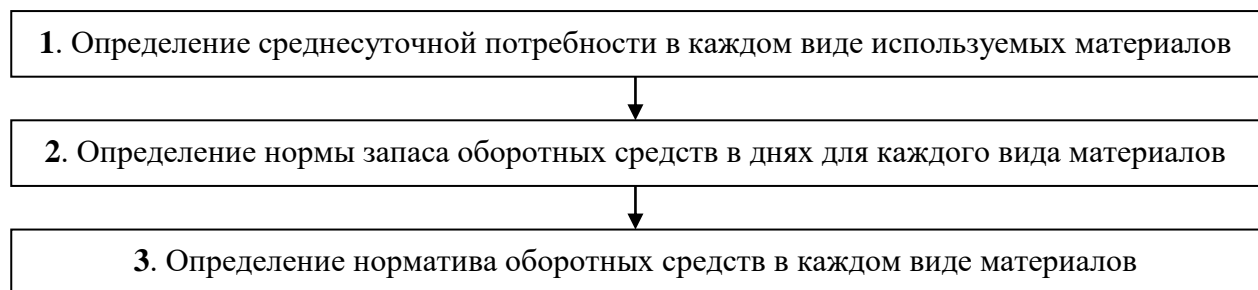 1. Определение среднесуточной потребности в каждом виде используемых материалов
2. Определение нормы запаса оборотных средств в днях для каждого вида материалов
3. Определение норматива оборотных средств в каждом виде материалов